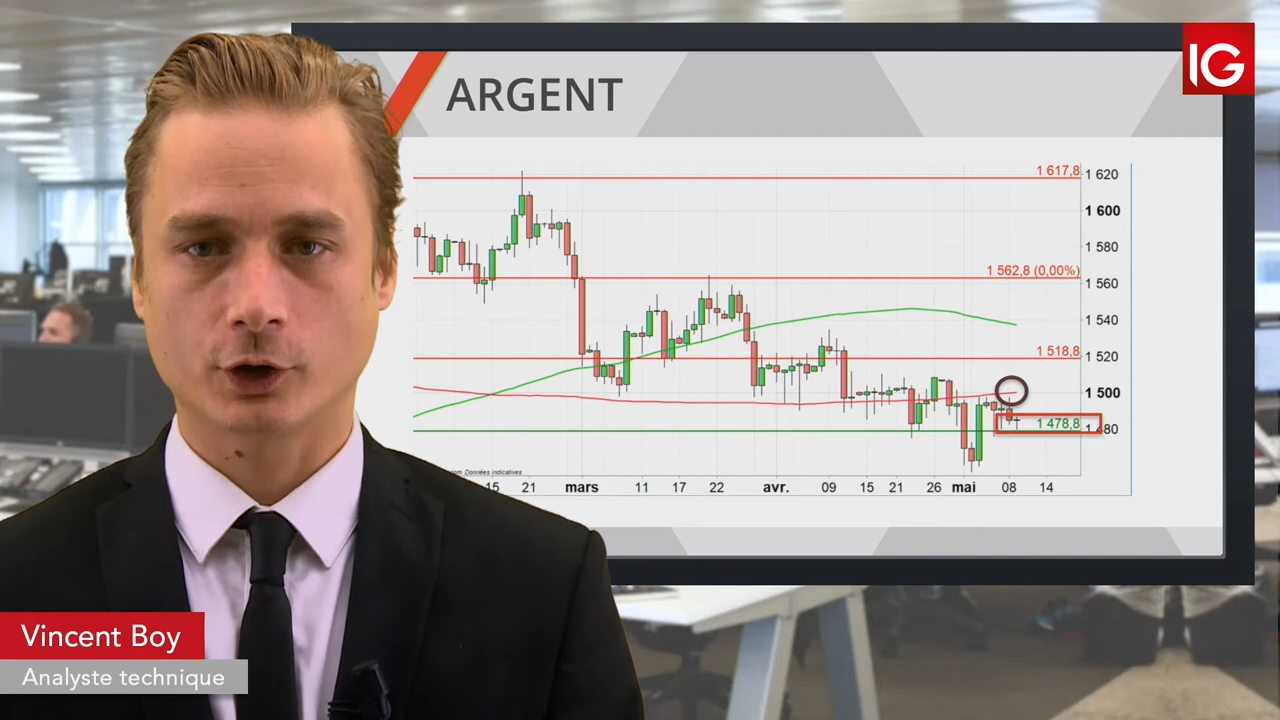 IG
ARGENT
1 617,8
1 620
1 600
1 580
1 562,8 (0,00%)
1 560
1 540
1 518,8
1 520
1 500
1 478,8
1 480
Données indicatives
15 21 mars 11 17 22 avr. 09 15 21 26 mai 08 14
Vincent Boy
Analyste technique